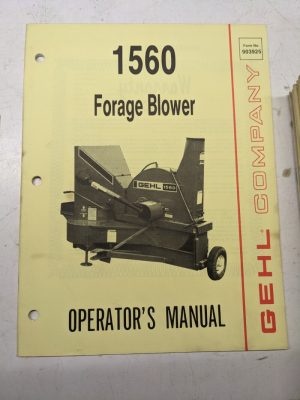 1560
Forage Blower
Form No.
903925
GEHL 1560
OPERATOR'S MANUAL
GEHL COMPANY